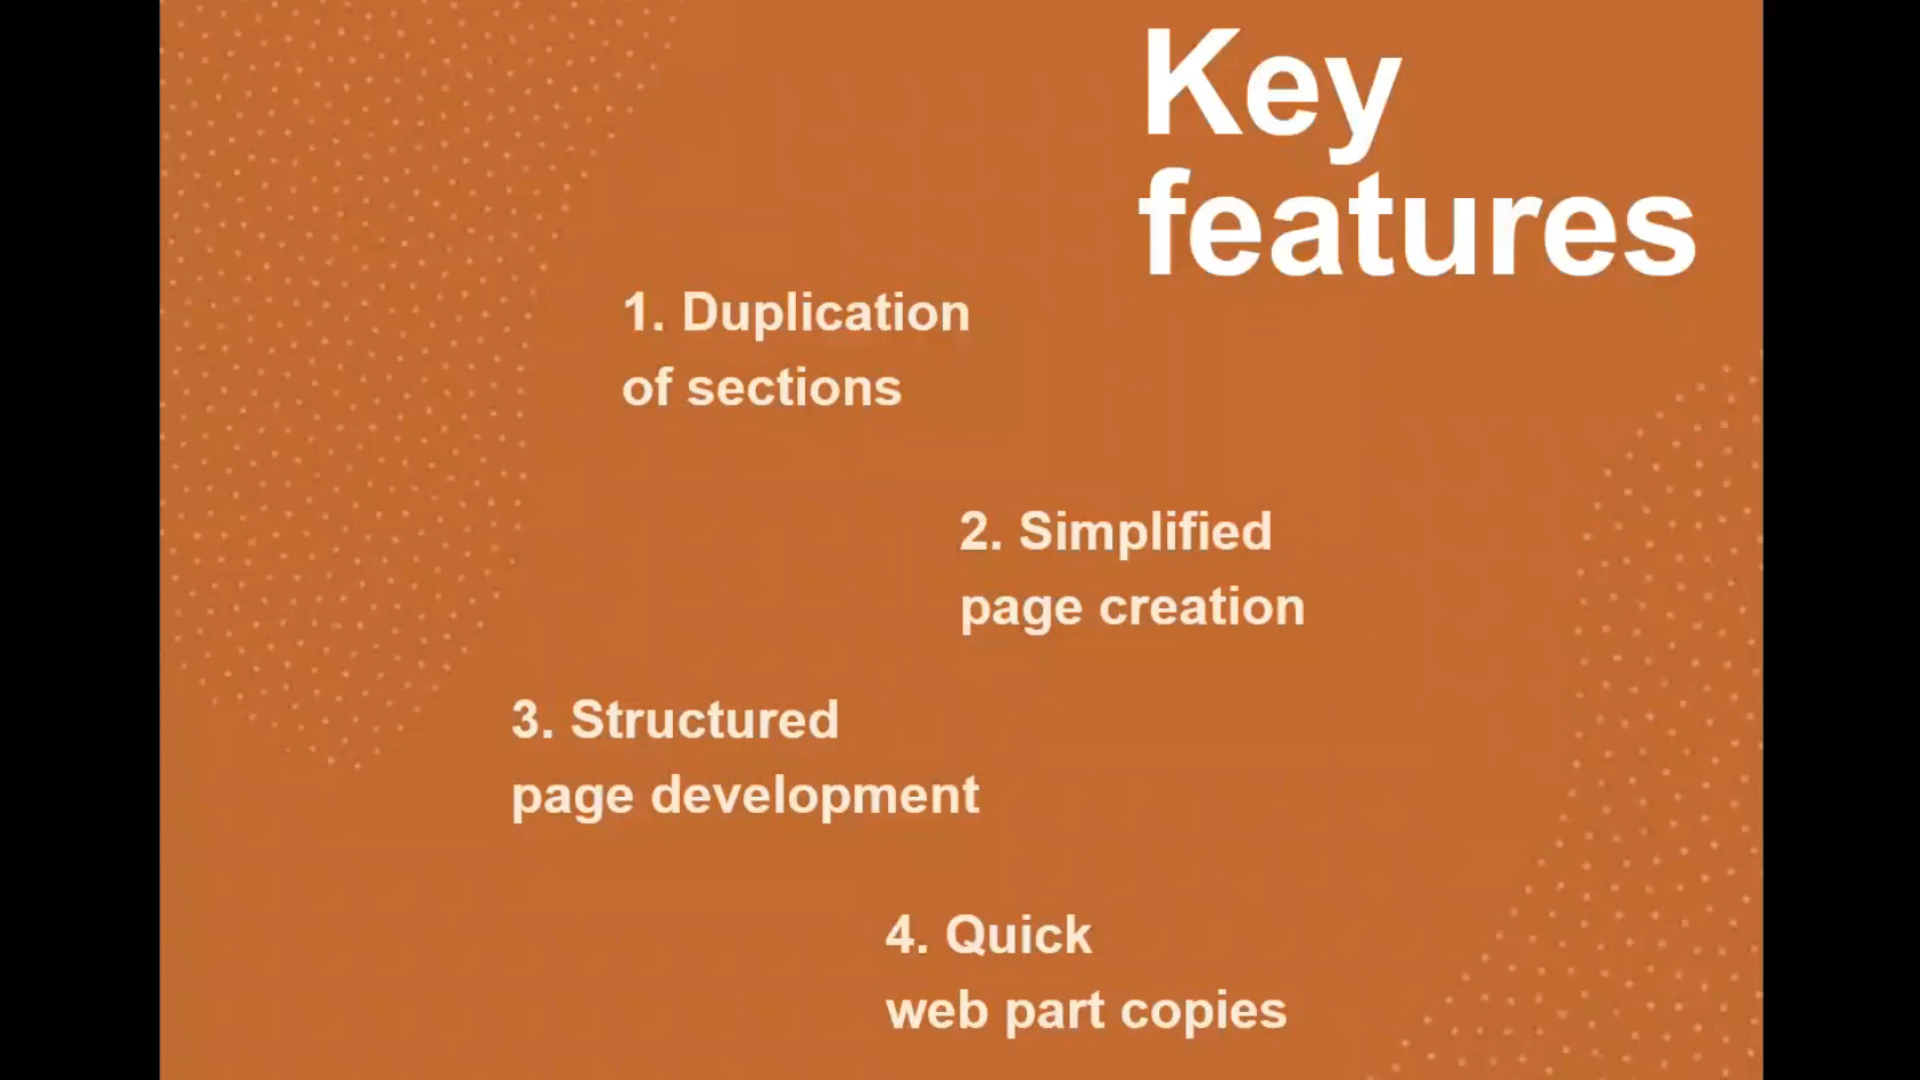 Key
features
1. Duplication
of sections
2. Simplified
page creation
3. Structured
page development
4. Quick
web part copies